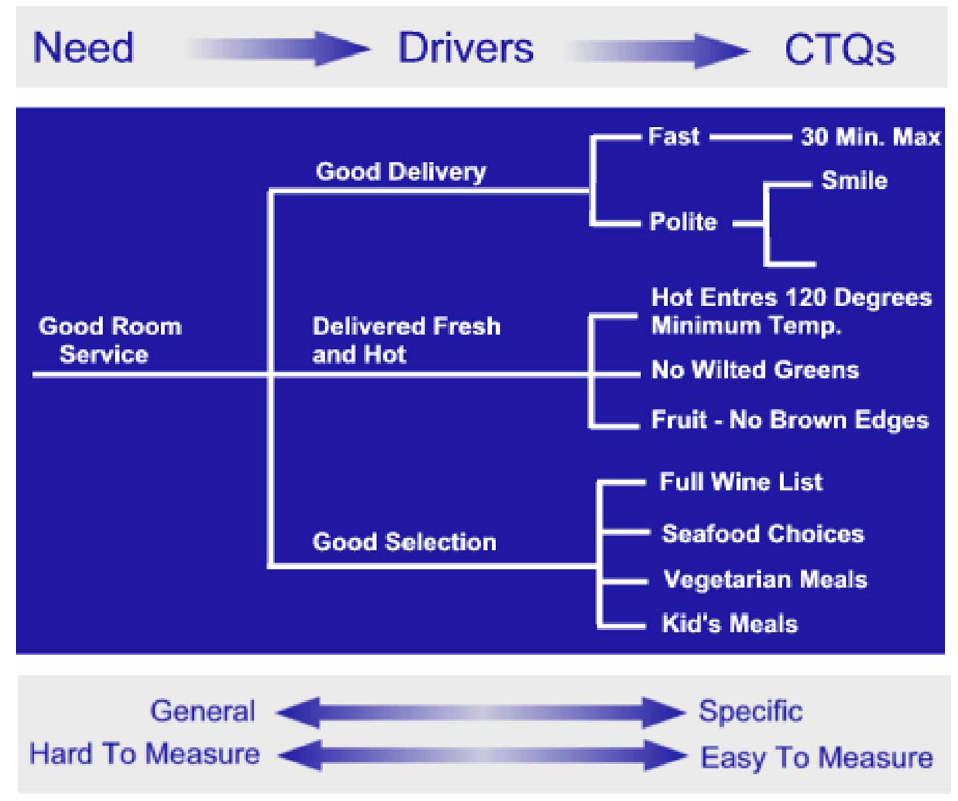 Need Drivers CTQs
Fast 30 Min. Max
Good Delivery
Smile
Polite
Hot Entres 120 Degrees
Minimum Temp.
Good Room
Service
Delivered Fresh
and Hot
No Wilted Greens
Fruit - No Brown Edges
Full Wine List
Good Selection
Seafood Choices
Vegetarian Meals
Kid's Meals
General Specific
Hard To Measure Easy To Measure